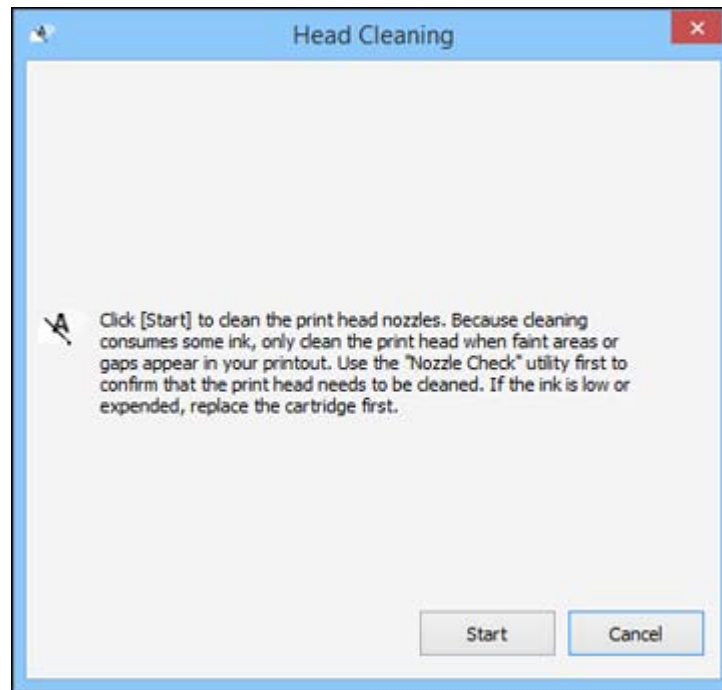 Head Cleaning
Click [Start] to clean the print head nozzles. Because cleaning
consumes some ink, only clean the print head when faint areas or
gaps appear in your printout. Use the "Nozzle Check" utility first to
confirm that the print head needs to be cleaned. If the ink is low or
expended, replace the cartridge first.
Start Cancel